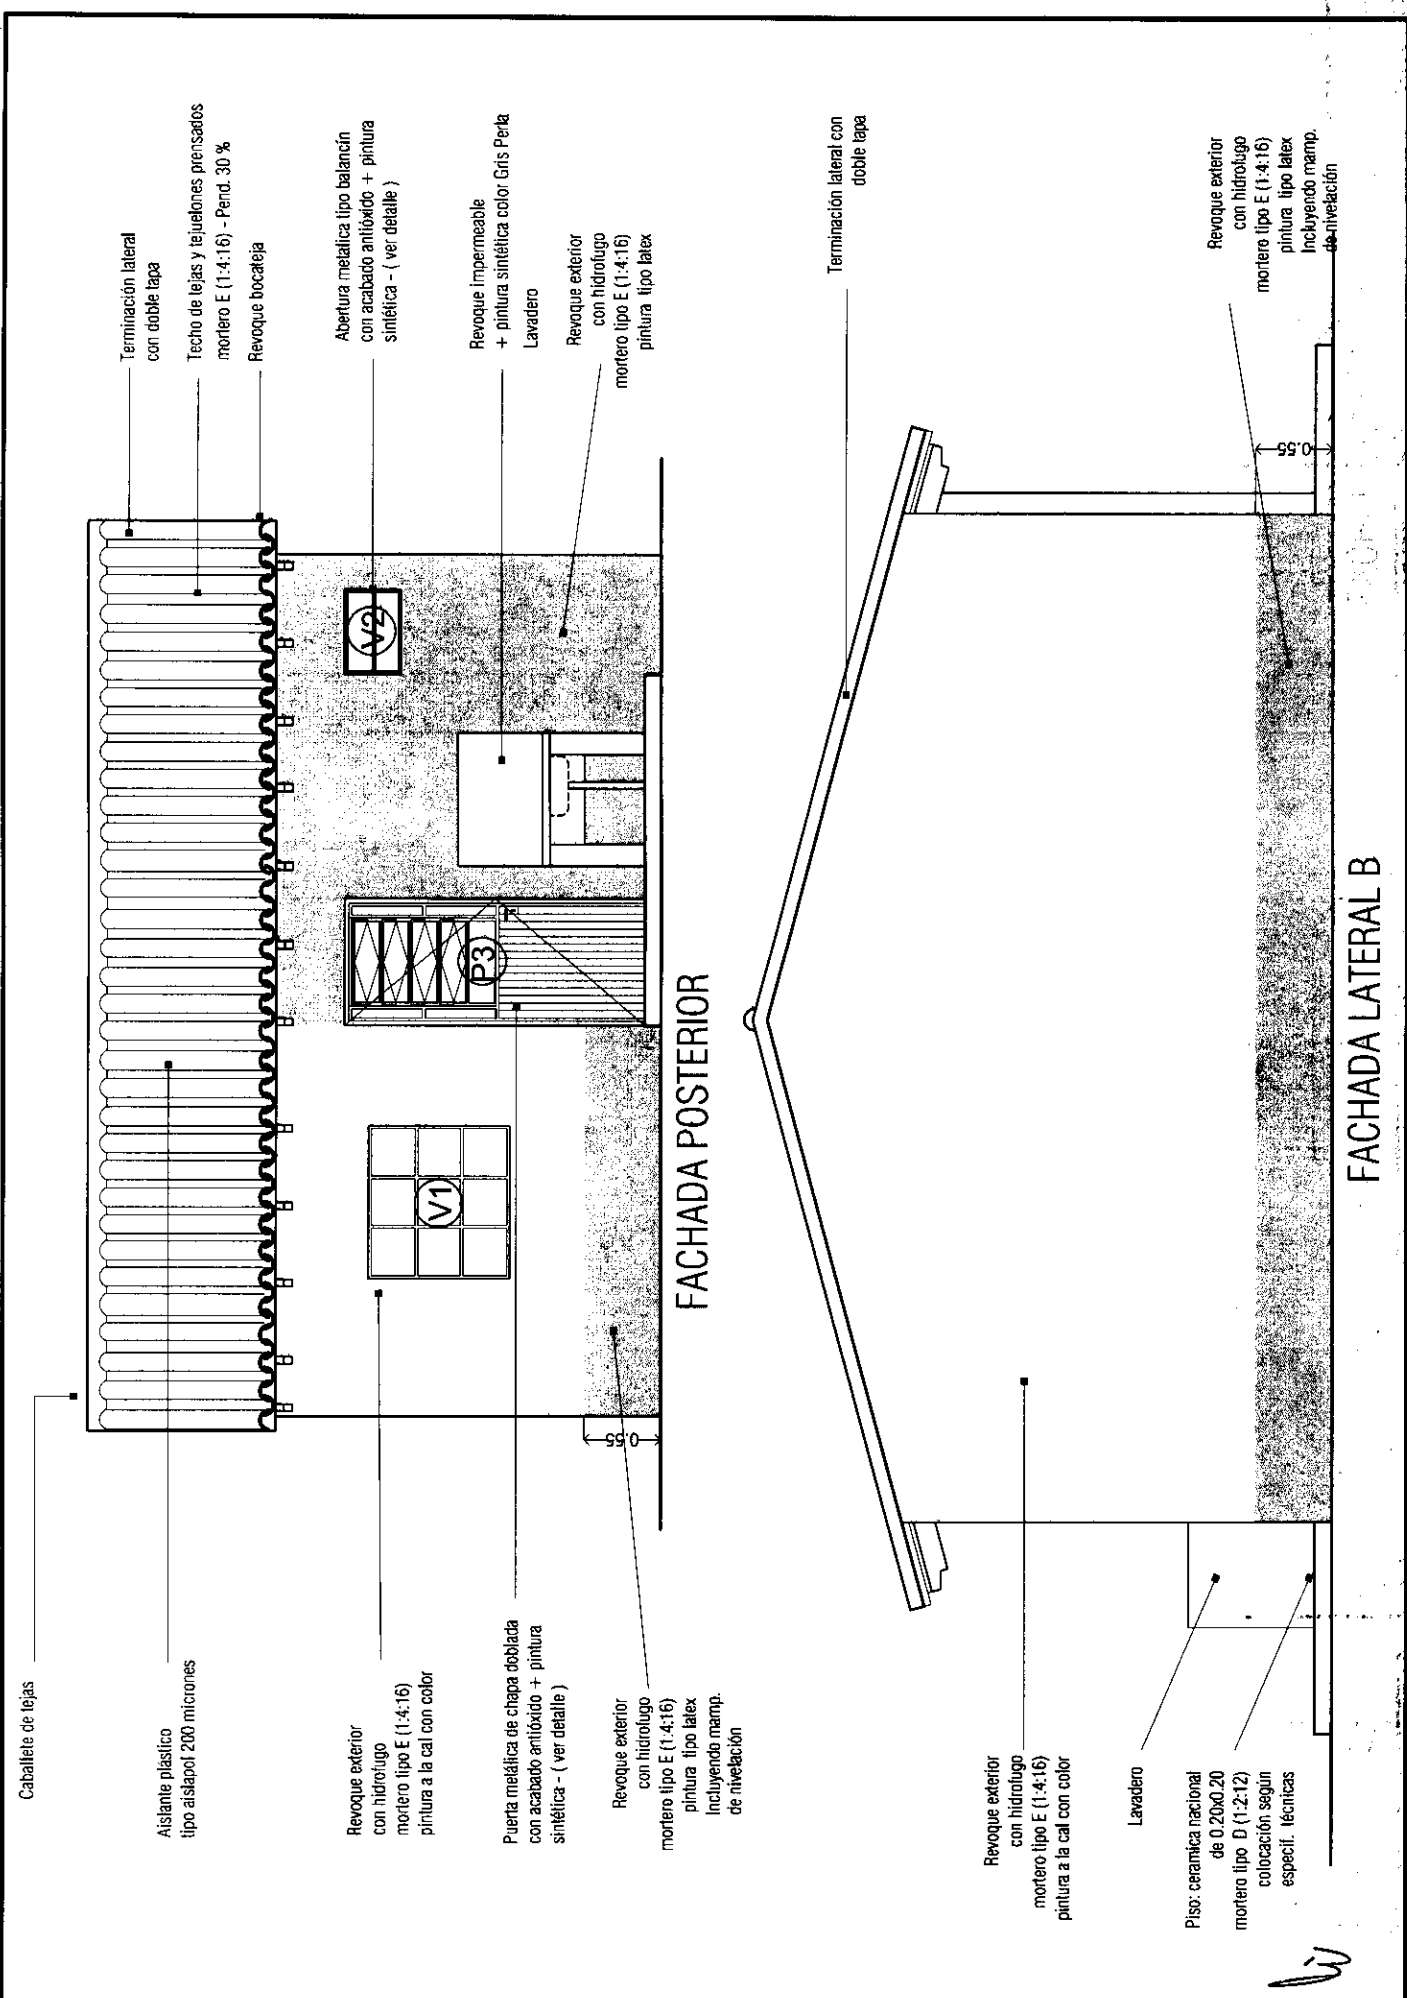 Caballete de tejas
Aislante plástico
tipo aislapol 200 micrones
Revoque exterior
con hidrofugo
mortero tipo E (1:4:16)
pintura a la cal con color
Puerta metálica de chapa doblada
con acabado antióxido + pintura
sintética - ( ver detalle )
Revoque exterior
con hidrofugo
mortero tipo E (1:4:16)
pintura tipo latex
Incluyendo mamp.
de nivelación
0.55
V1
P3
V2
Terminación lateral
con doble tapa
Techo de tejas y tejuelones prensados
mortero E (1:4:16) - Pend. 30 %
Revoque bocateja
Abertura metalica tipo balancín
con acabado antióxido + pintura
sintética - ( ver detalle )
Revoque impermeable
+ pintura sintética color Gris Perla
Lavadero
Revoque exterior
con hidrofugo
mortero tipo E (1:4:16)
pintura tipo latex
FACHADA POSTERIOR
Terminación lateral con
doble tapa
Revoque exterior
con hidrofugo
mortero tipo E (1:4:16)
pintura tipo latex
Incluyendo mamp.
de nivelación
0.55
Revoque exterior
con hidrofugo
mortero tipo E (1:4:16)
pintura a la cal con color
Lavadero
Piso: ceramica nacional
de 0.20x0.20
mortero tipo D (1:2:12)
colocación según
especif. técnicas
FACHADA LATERAL B